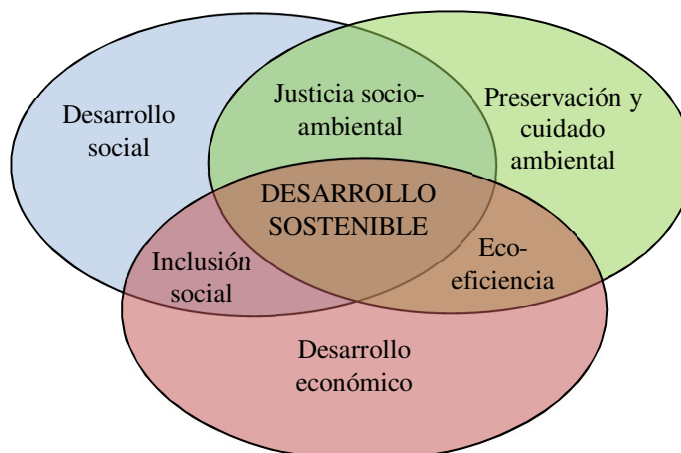 Desarrollo
social
Justicia socio-
ambiental
Preservación y
cuidado
ambiental
DESARROLLO
SOSTENIBLE
Inclusión
social
Eco-
eficiencia
Desarrollo
económico